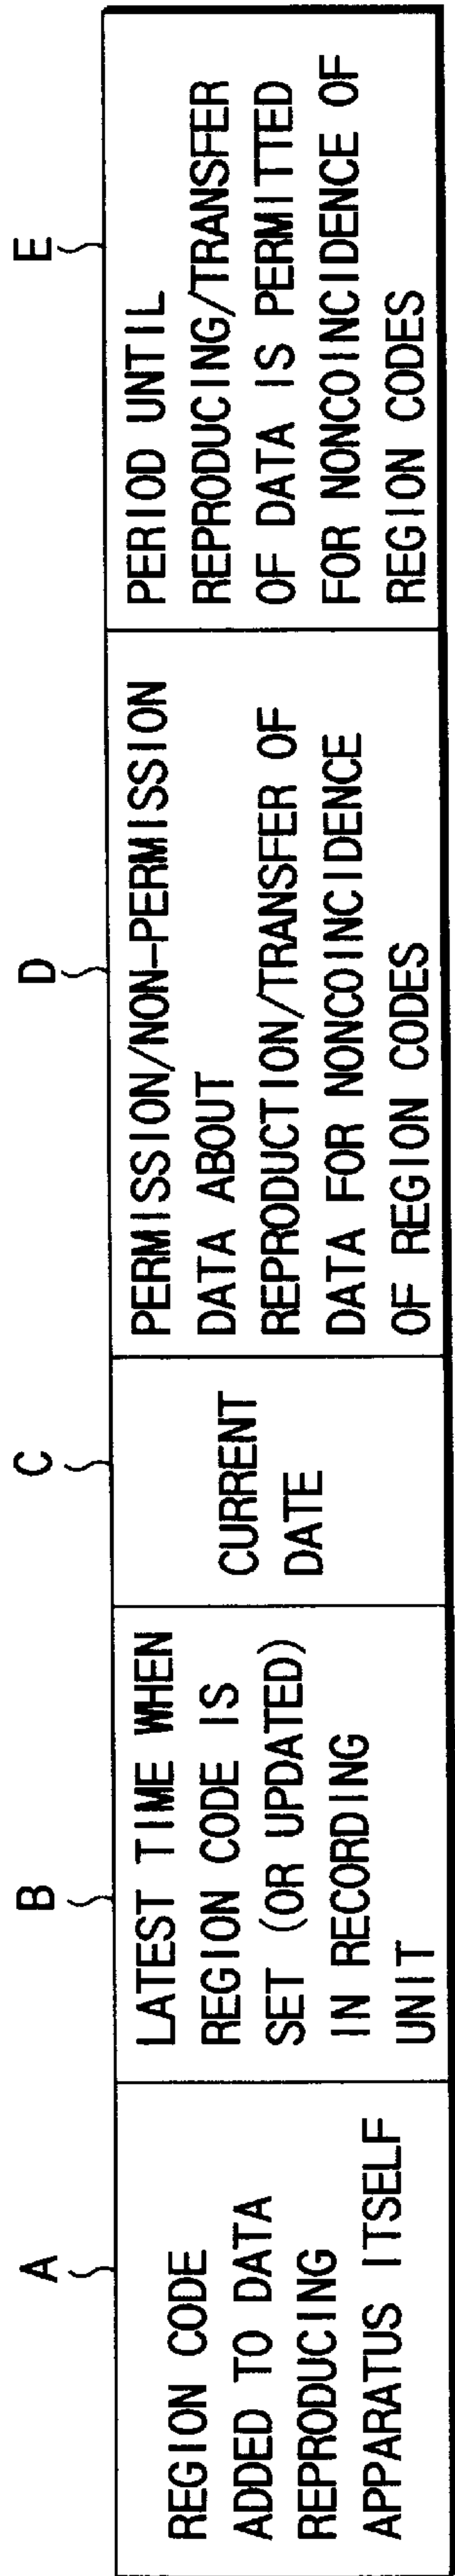 A
REGION CODE
ADDED TO DATA
REPRODUCING
APPARATUS ITSELF
B
LATEST TIME WHEN
REGION CODE IS
SET (OR UPDATED)
IN RECORDING
UNIT
C
CURRENT
DATE
D
PERMISSION/NON-PERMISSION
DATA ABOUT
REPRODUCTION/TRANSFER OF
DATA FOR NONCOINCIDENCE
OF REGION CODES
E
PERIOD UNTIL
REPRODUCING/TRANSFER
OF DATA IS PERMITTED
FOR NONCOINCIDENCE OF
REGION CODES